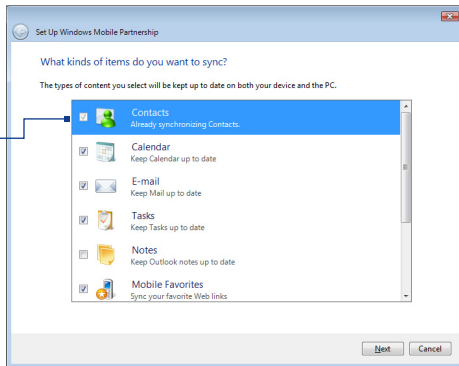 Set Up Windows Mobile Partnership
What kinds of items do you want to sync?
The types of content you select will be kept up to date on both your device and the PC.
Contacts
Already synchronizing Contacts.
Calendar
Keep Calendar up to date
E-mail
Keep Mail up to date
Tasks
Keep Tasks up to date
Notes
Keep Outlook notes up to date
Mobile Favorites
Sync your favorite Web links
Next Cancel